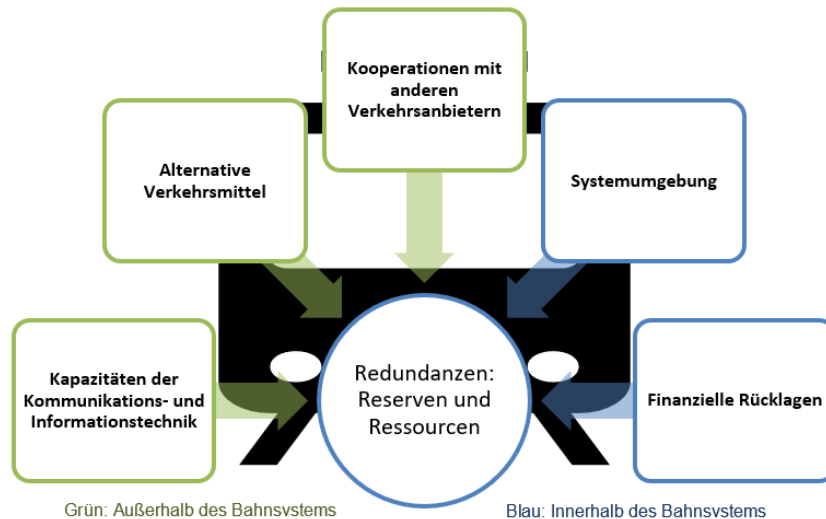 Kooperationen mit
anderen
Verkehrsanbietern
Alternative
Verkehrsmittel
Systemumgebung
Kapazitäten der
Kommunikations- und
Informationstechnik
Redundanzen:
Reserven und
Ressourcen
Finanzielle Rücklagen
Grün: Außerhalb des Bahnsystems
Blau: Innerhalb des Bahnsystems